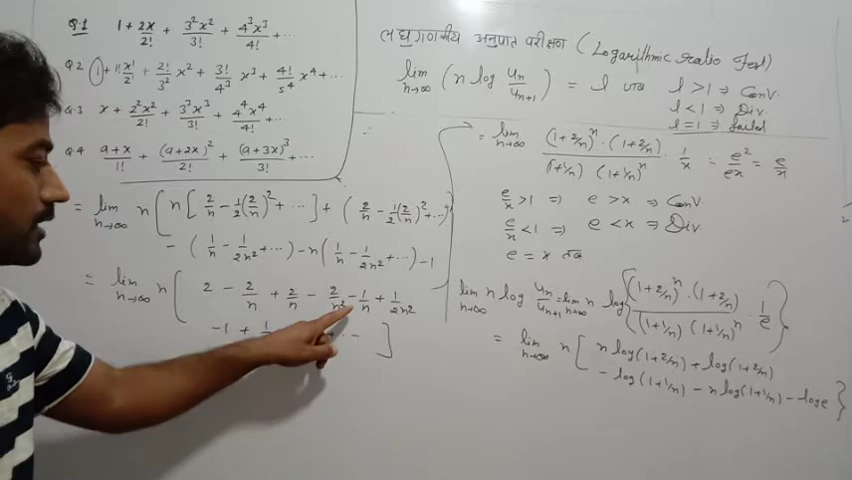 Q.1 1 + 2x/2! + 3²x²/3! + 4³x³/4! + ...
Q.2 1 + 1!x¹/2 + 2!/3² x² + 3!/4³ x³ + 4!/5⁴ x⁴ + ...
Q.3 x + 2²x²/2! + 3³x³/3! + 4⁴x⁴/4! + ...
Q.4 a+x/1! + (a+2x)²/2! + (a+3x)³/3! + ...
= lim n→∞ n[n[2/n - 1/2(2/n)² + ...] + (2/n - 1/2(2/n)² + ...)
- (1/n - 1/2n² + ...) - n(1/n - 1/2n² + ...) - 1
= lim n→∞ n[2 - 2/n + 2/n - 2/n² - 1/n + 1/2n²
-1 + ... ]
लघुगणकीय अनुपात परीक्षण (Logarithmic ratio Test)
lim n→∞ (n log uₙ/uₙ₊₁) = l जब l > 1 ⇒ Conv.
l < 1 ⇒ Div.
l = 1 ⇒ failed
= lim n→∞ (1+2/n)ⁿ · (1+2/n) / (1+1/n) (1+1/n)ⁿ · 1/x = e²/ex = e/x
e/x > 1 ⇒ e > x ⇒ Conv.
e/x < 1 ⇒ e < x ⇒ Div.
e = x तब
lim n→∞ n log uₙ/uₙ₊₁ = lim n→∞ n log {(1+2/n)ⁿ · (1+2/n) / (1+1/n) (1+1/n)ⁿ · 1/e}
= lim n→∞ n[n log(1+2/n) + log(1+2/n)
- log(1+1/n) - n log(1+1/n) - log e}